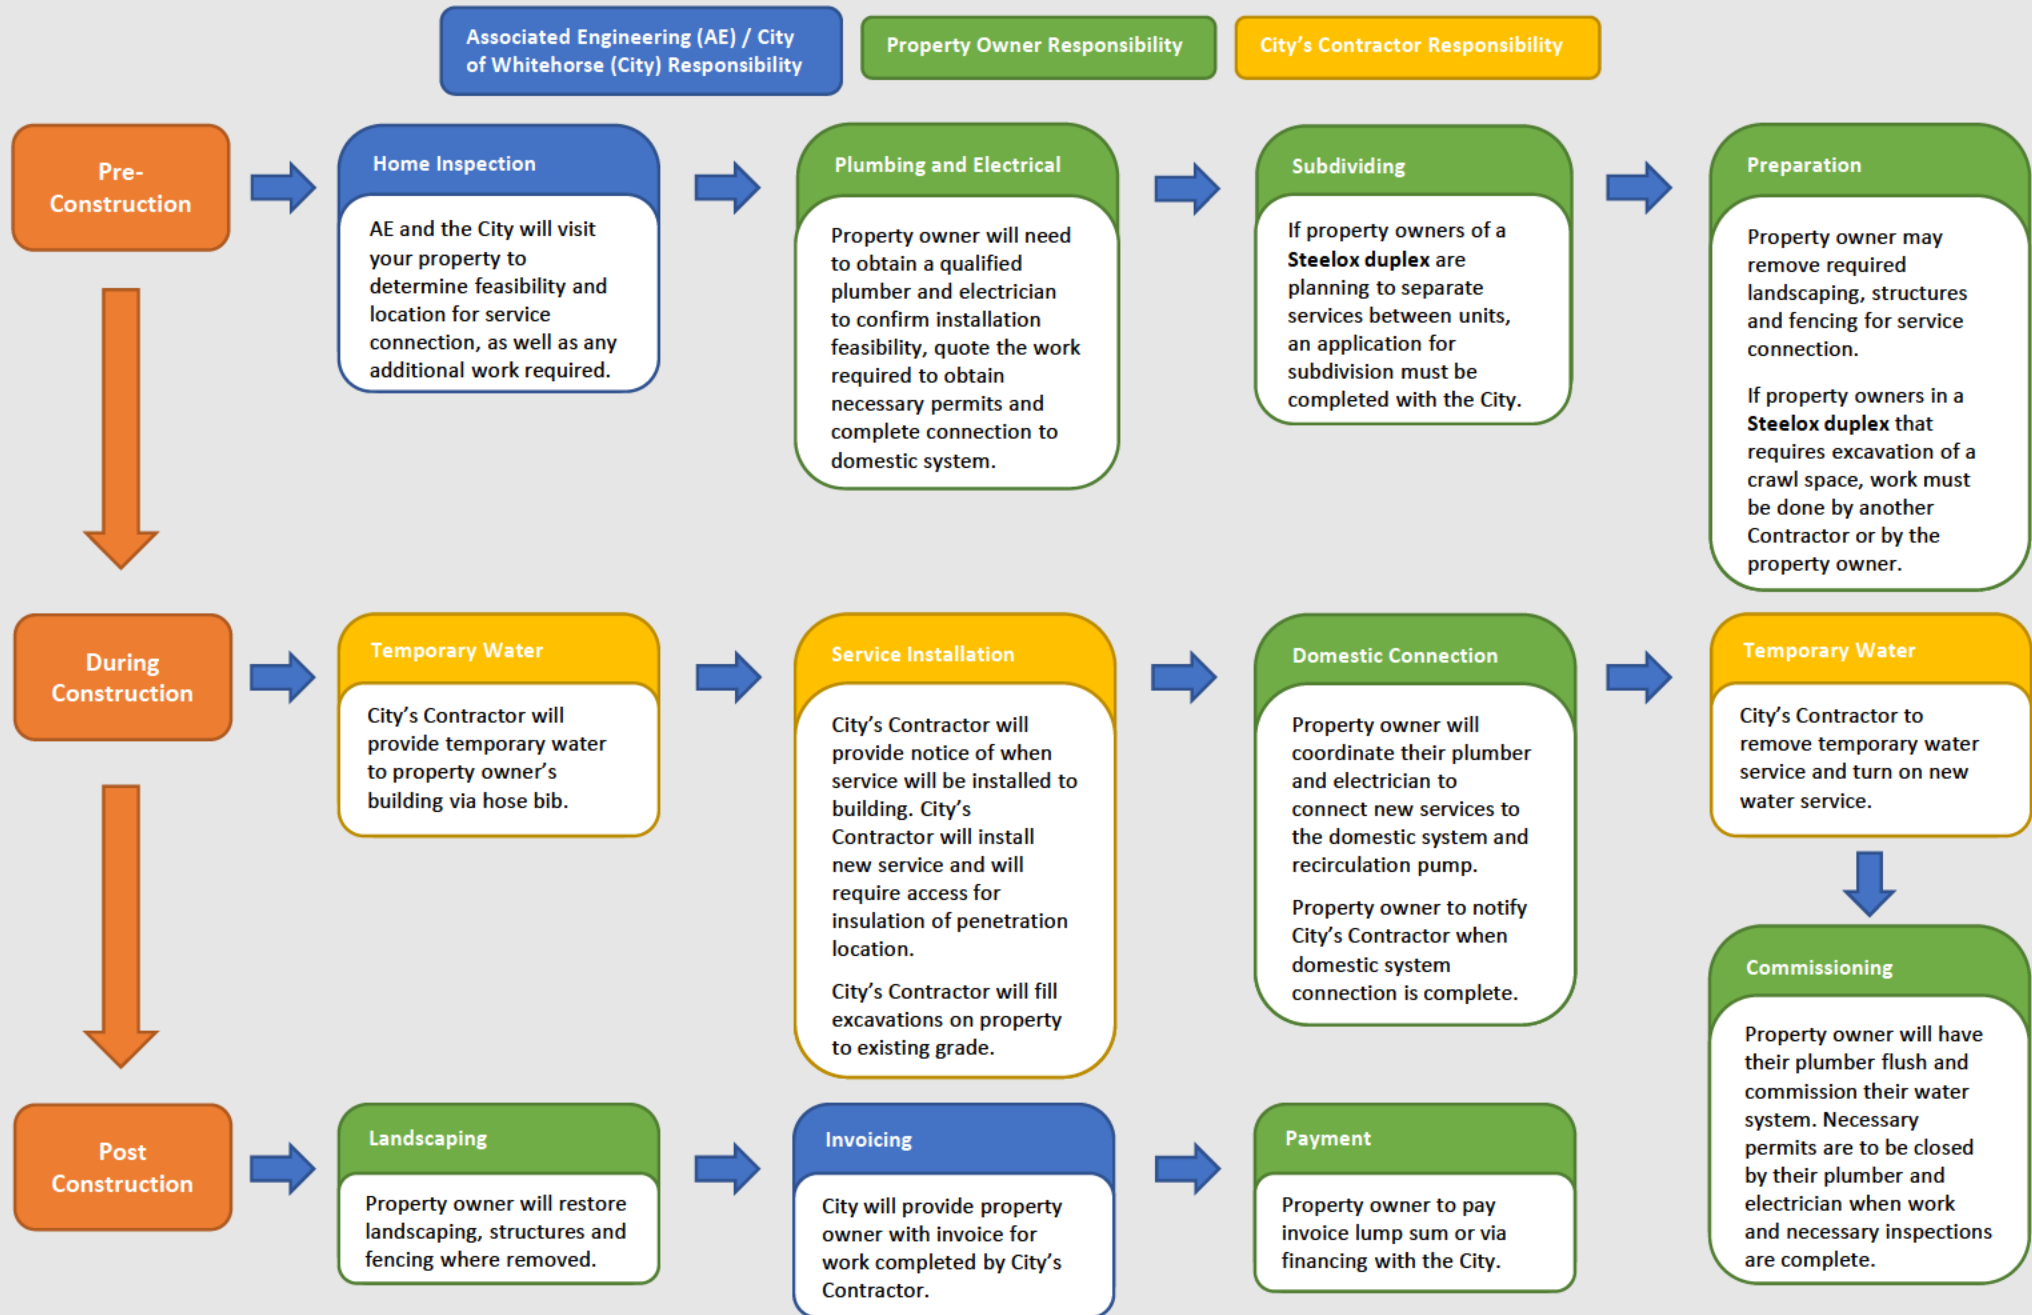 Associated Engineering (AE) / City
of Whitehorse (City) Responsibility
Property Owner Responsibility
City’s Contractor Responsibility
Pre-
Construction
Home Inspection
AE and the City will visit
your property to
determine feasibility and
location for service
connection, as well as any
additional work required.
Plumbing and Electrical
Property owner will need
to obtain a qualified
plumber and electrician
to confirm installation
feasibility, quote the work
required to obtain
necessary permits and
complete connection to
domestic system.
Subdividing
If property owners of a
Steelox duplex are
planning to separate
services between units,
an application for
subdivision must be
completed with the City.
Preparation
Property owner may
remove required
landscaping, structures
and fencing for service
connection.
If property owners in a
Steelox duplex that
requires excavation of a
crawl space, work must
be done by another
Contractor or by the
property owner.
During
Construction
Temporary Water
City’s Contractor will
provide temporary water
to property owner’s
building via hose bib.
Service Installation
City’s Contractor will
provide notice of when
service will be installed to
building. City’s
Contractor will install
new service and will
require access for
insulation of penetration
location.
City’s Contractor will fill
excavations on property
to existing grade.
Domestic Connection
Property owner will
coordinate their plumber
and electrician to
connect new services to
the domestic system and
recirculation pump.
Property owner to notify
City’s Contractor when
domestic system
connection is complete.
Temporary Water
City’s Contractor to
remove temporary water
service and turn on new
water service.
Commissioning
Property owner will have
their plumber flush and
commission their water
system. Necessary
permits are to be closed
by their plumber and
electrician when work
and necessary inspections
are complete.
Post
Construction
Landscaping
Property owner will restore
landscaping, structures and
fencing where removed.
Invoicing
City will provide property
owner with invoice for
work completed by City’s
Contractor.
Payment
Property owner to pay
invoice lump sum or via
financing with the City.